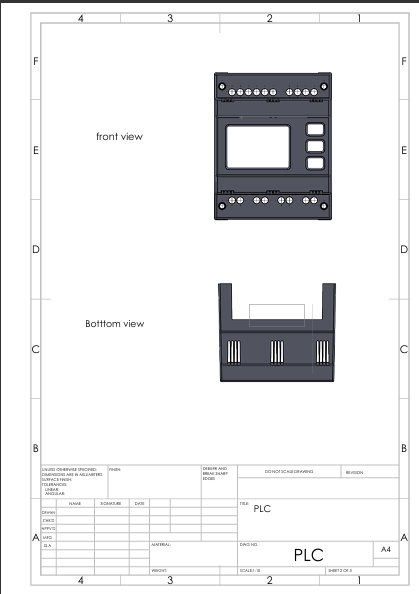 4 3 2 1
F F
front view
E E
D D
Botttom view
C C
B B
UNLESS OTHERWISE SPECIFIED: FINISH: DEBURR AND DO NOT SCALE DRAWING REVISION
DIMENSIONS ARE IN MILLIMETERS BREAK SHARP
SURFACE FINISH: EDGES
TOLERANCES:
LINEAR:
ANGULAR:
NAME SIGNATURE DATE TITLE:
DRAWN PLC
CHK'D
APPV'D
MFG
Q.A MATERIAL: DWG NO. A4
A A
PLC
WEIGHT: SCALE:1:10 SHEET 2 OF 3
4 3 2 1